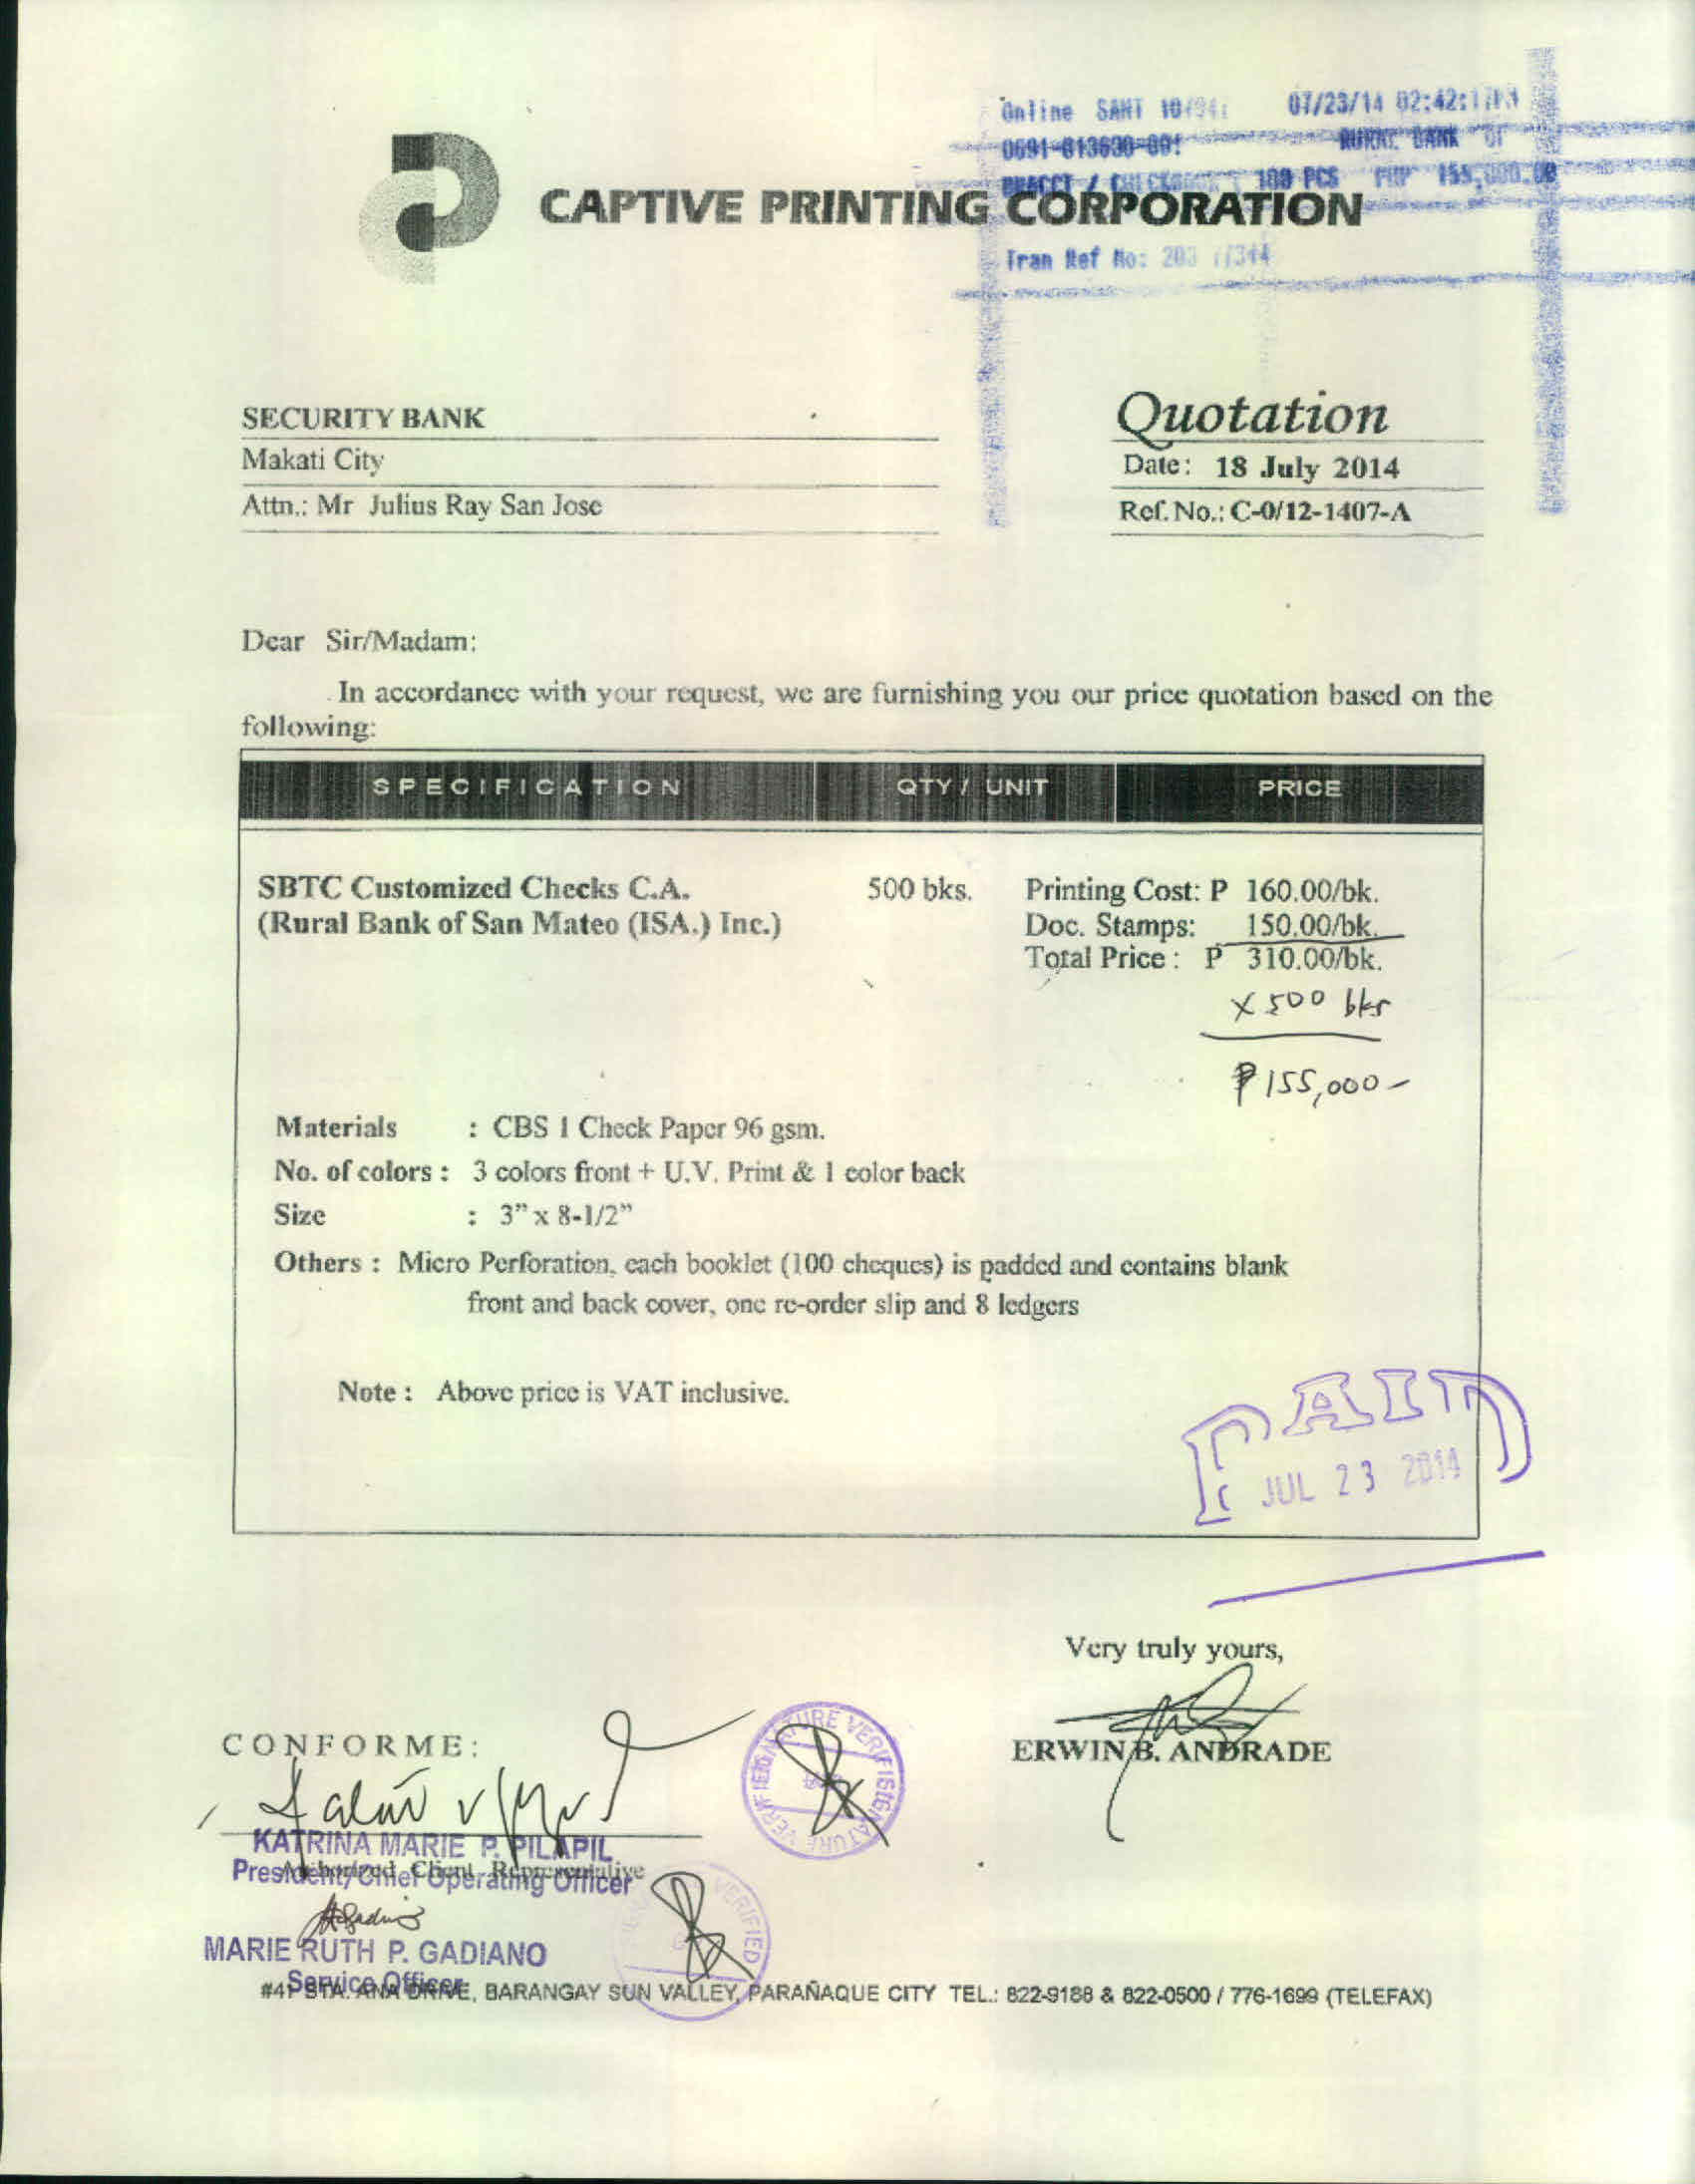 Online SANT 07/23/14 02:42:
0691-013630-001 RURAL BANK OF
100 PCS PHP 155,000.00
CAPTIVE PRINTING CORPORATION
Tran Ref No: 203
SECURITY BANK
Makati City
Attn.: Mr Julius Ray San Jose
Quotation
Date: 18 July 2014
Ref. No.: C-0/12-1407-A
Dear Sir/Madam:
In accordance with your request, we are furnishing you our price quotation based on the
following:
SPECIFICATION QTY / UNIT PRICE
SBTC Customized Checks C.A. 500 bks. Printing Cost: P 160.00/bk.
(Rural Bank of San Mateo (ISA.) Inc.) Doc. Stamps: 150.00/bk.
Total Price : P 310.00/bk.
x 500 bks
₱155,000-
Materials : CBS 1 Check Paper 96 gsm.
No. of colors : 3 colors front + U.V. Print & 1 color back
Size : 3” x 8-1/2”
Others : Micro Perforation, each booklet (100 cheques) is padded and contains blank
front and back cover, one re-order slip and 8 ledgers
Note : Above price is VAT inclusive.
PAID
JUL 23 2014
Very truly yours,
ERWIN B. ANDRADE
CONFORME:
SIGNATURE VERIFIED
KATRINA MARIE P. PILAPIL
Authorized Client Representative
President/Chief Operating Officer
VERIFIED
MARIE RUTH P. GADIANO
Service Officer
#41 STA. ANA DRIVE, BARANGAY SUN VALLEY, PARAÑAQUE CITY TEL.: 822-9188 & 822-0500 / 776-1699 (TELEFAX)